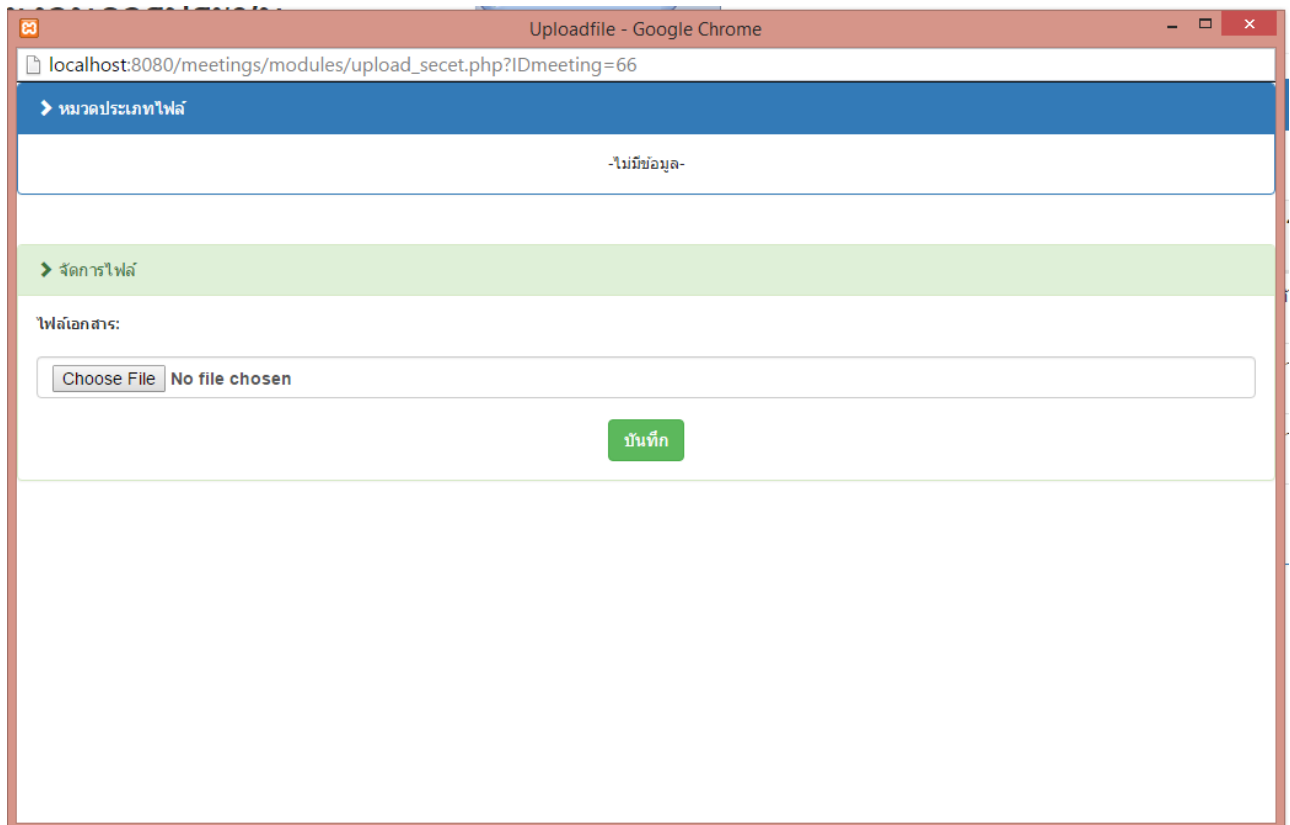 Uploadfile - Google Chrome
localhost:8080/meetings/modules/upload_secet.php?IDmeeting=66
หมวดประเภทไฟล์
-ไม่มีข้อมูล-
จัดการไฟล์
ไฟล์เอกสาร:
Choose File No file chosen
บันทึก